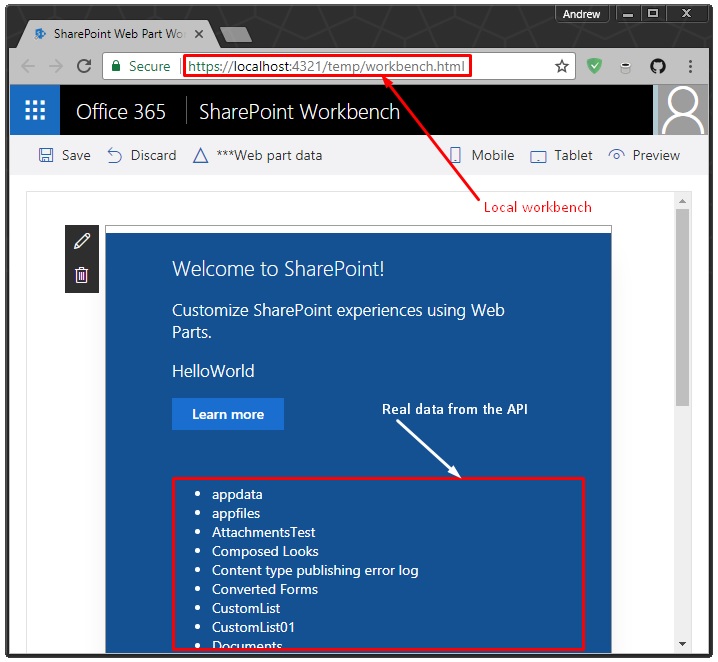 Andrew
SharePoint Web Part Wor
Secure https://localhost:4321/temp/workbench.html
Office 365 SharePoint Workbench
Save Discard ***Web part data Mobile Tablet Preview
Local workbench
Welcome to SharePoint!
Customize SharePoint experiences using Web
Parts.
HelloWorld
Learn more
Real data from the API
appdata
appfiles
AttachmentsTest
Composed Looks
Content type publishing error log
Converted Forms
CustomList
CustomList01
Documents